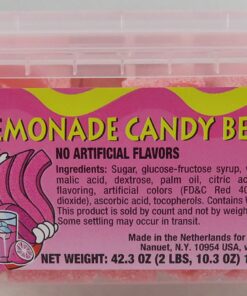 EMONADE CANDY BE
NO ARTIFICIAL FLAVORS
Ingredients: Sugar, glucose-fructose syrup,
malic acid, dextrose, palm oil, citric a
flavoring, artificial colors (FD&C Red 40
dioxide), ascorbic acid, tocopherols. Contains
This product is sold by count and not by weigh
Some settling may occur in transit.
Made in the Netherlands for
Nanuet, N.Y. 10954 USA,
NET WEIGHT: 42.3 OZ (2 LBS, 10.3 OZ) 1